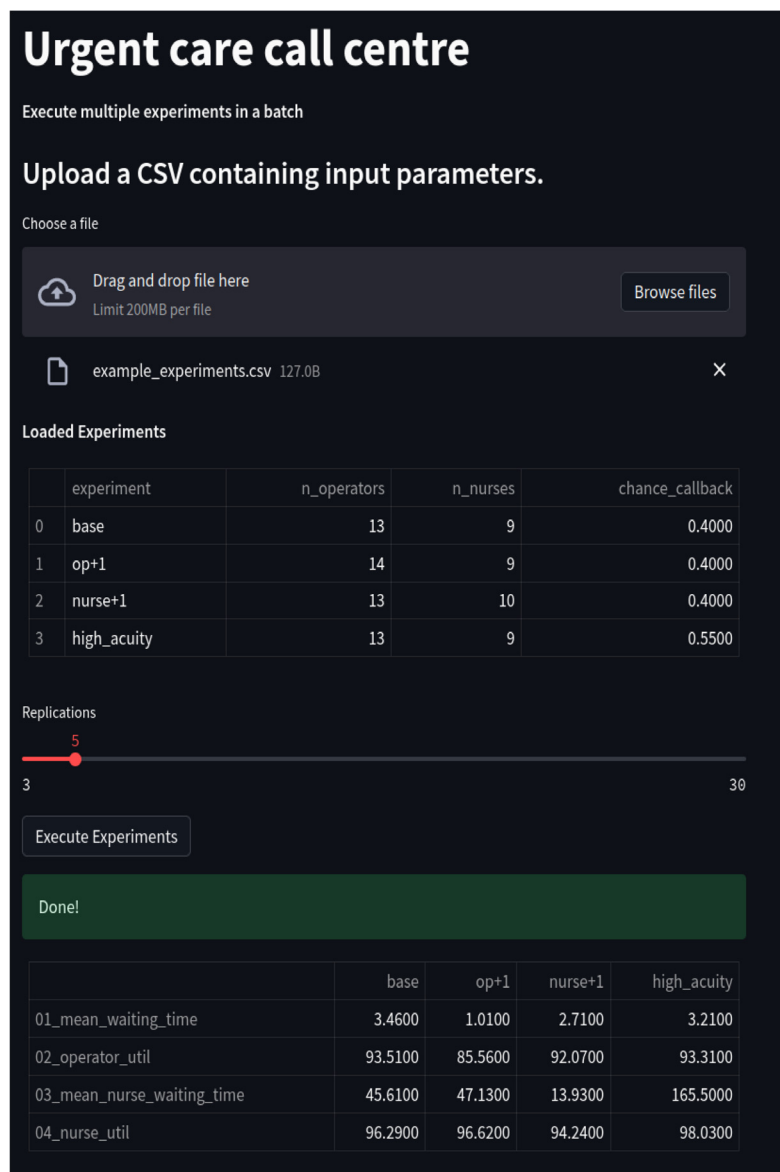 Urgent care call centre
Execute multiple experiments in a batch
Upload a CSV containing input parameters.
Choose a file
Drag and drop file here
Limit 200MB per file
Browse files
example_experiments.csv 127.0B
Loaded Experiments
experiment n_operators n_nurses chance_callback
0 base 13 9 0.4000
1 op+1 14 9 0.4000
2 nurse+1 13 10 0.4000
3 high_acuity 13 9 0.5500
Replications
5
3 30
Execute Experiments
Done!
base op+1 nurse+1 high_acuity
01_mean_waiting_time 3.4600 1.0100 2.7100 3.2100
02_operator_util 93.5100 85.5600 92.0700 93.3100
03_mean_nurse_waiting_time 45.6100 47.1300 13.9300 165.5000
04_nurse_util 96.2900 96.6200 94.2400 98.0300